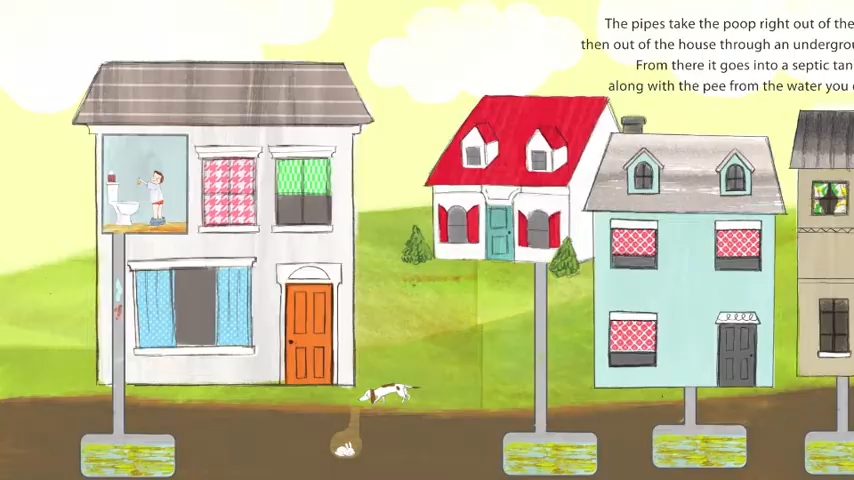 The pipes take the poop right out of the
then out of the house through an undergrou
From there it goes into a septic tan
along with the pee from the water you